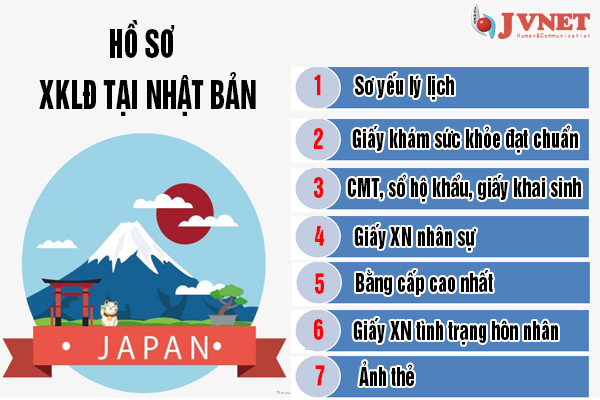 HỒ SƠ
XKLĐ TẠI NHẬT BẢN
JVNET
Human&Communication
1 Sơ yếu lý lịch
2 Giấy khám sức khỏe đạt chuẩn
3 CMT, sổ hộ khẩu, giấy khai sinh
4 Giấy XN nhân sự
5 Bằng cấp cao nhất
6 Giấy XN tình trạng hôn nhân
7 Ảnh thẻ
JAPAN